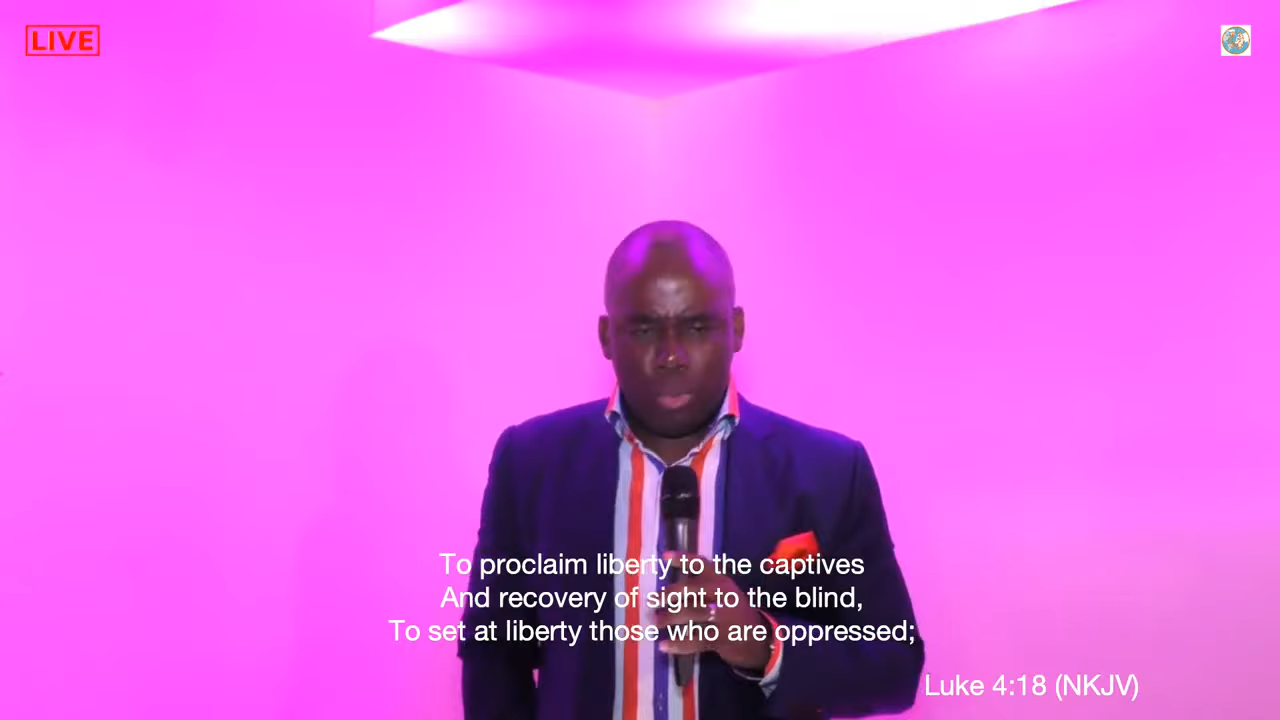 LIVE
To proclaim liberty to the captives
And recovery of sight to the blind,
To set at liberty those who are oppressed;
Luke 4:18 (NKJV)